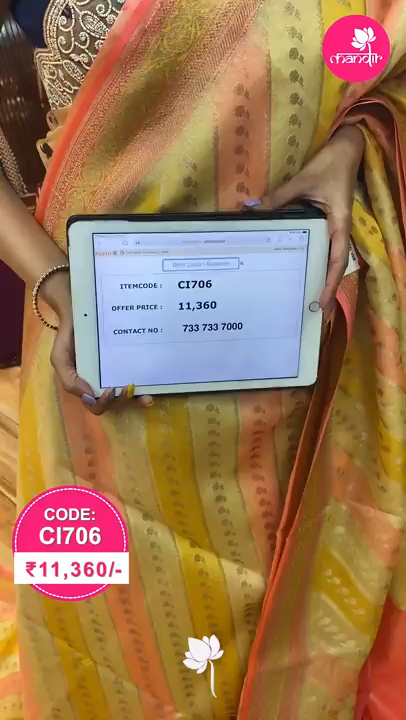 mandir
ITEMCODE : CI706
OFFER PRICE : 11,360
CONTACT NO : 733 733 7000
CODE:
CI706
₹11,360/-